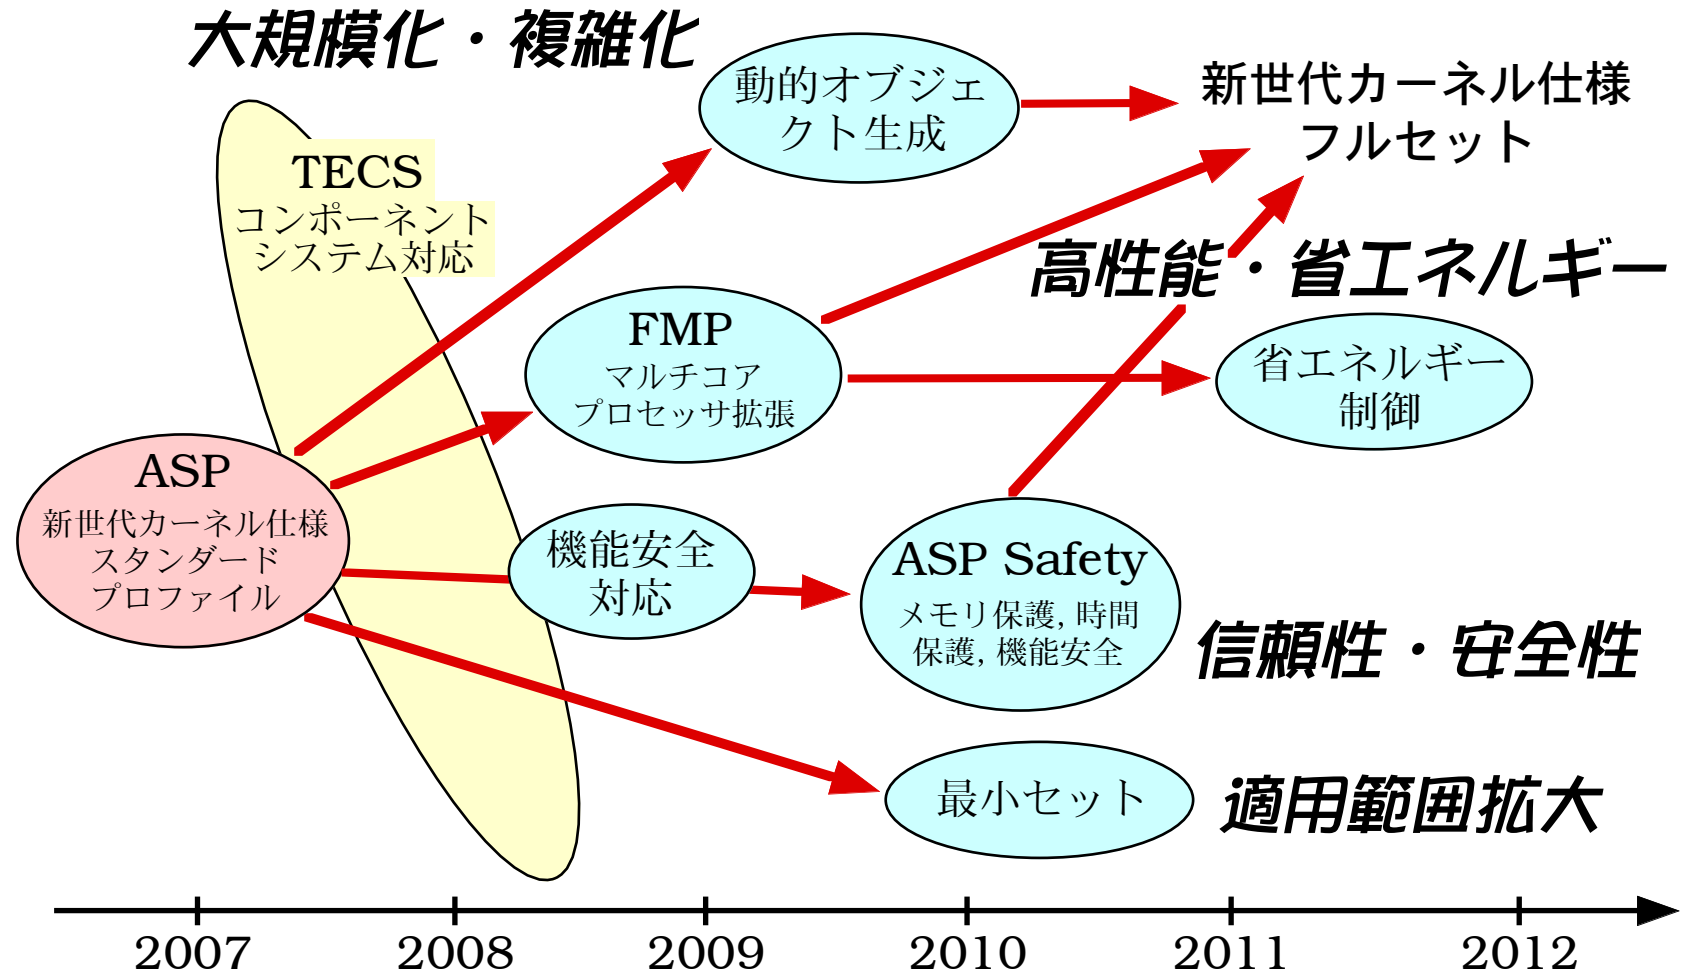 大規模化・複雑化
動的オブジェ
クト生成
新世代カーネル仕様
フルセット
TECS
コンポーネント
システム対応
高性能・省エネルギー
FMP
マルチコア
プロセッサ拡張
省エネルギー
制御
ASP
新世代カーネル仕様
スタンダード
プロファイル
機能安全
対応
ASP Safety
メモリ保護, 時間
保護, 機能安全
信頼性・安全性
最小セット
適用範囲拡大
2007 2008 2009 2010 2011 2012